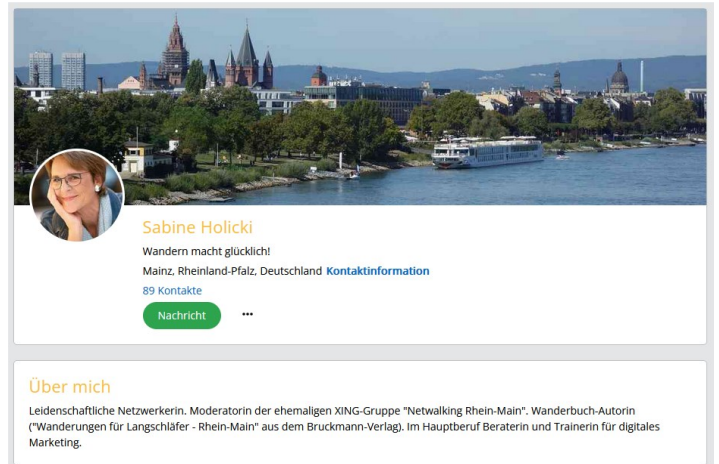 Sabine Holicki
Wandern macht glücklich!
Mainz, Rheinland-Pfalz, Deutschland Kontaktinformation
89 Kontakte
Nachricht ···
Über mich
Leidenschaftliche Netzwerkerin. Moderatorin der ehemaligen XING-Gruppe "Netwalking Rhein-Main". Wanderbuch-Autorin
("Wanderungen für Langschläfer - Rhein-Main" aus dem Bruckmann-Verlag). Im Hauptberuf Beraterin und Trainerin für digitales
Marketing.